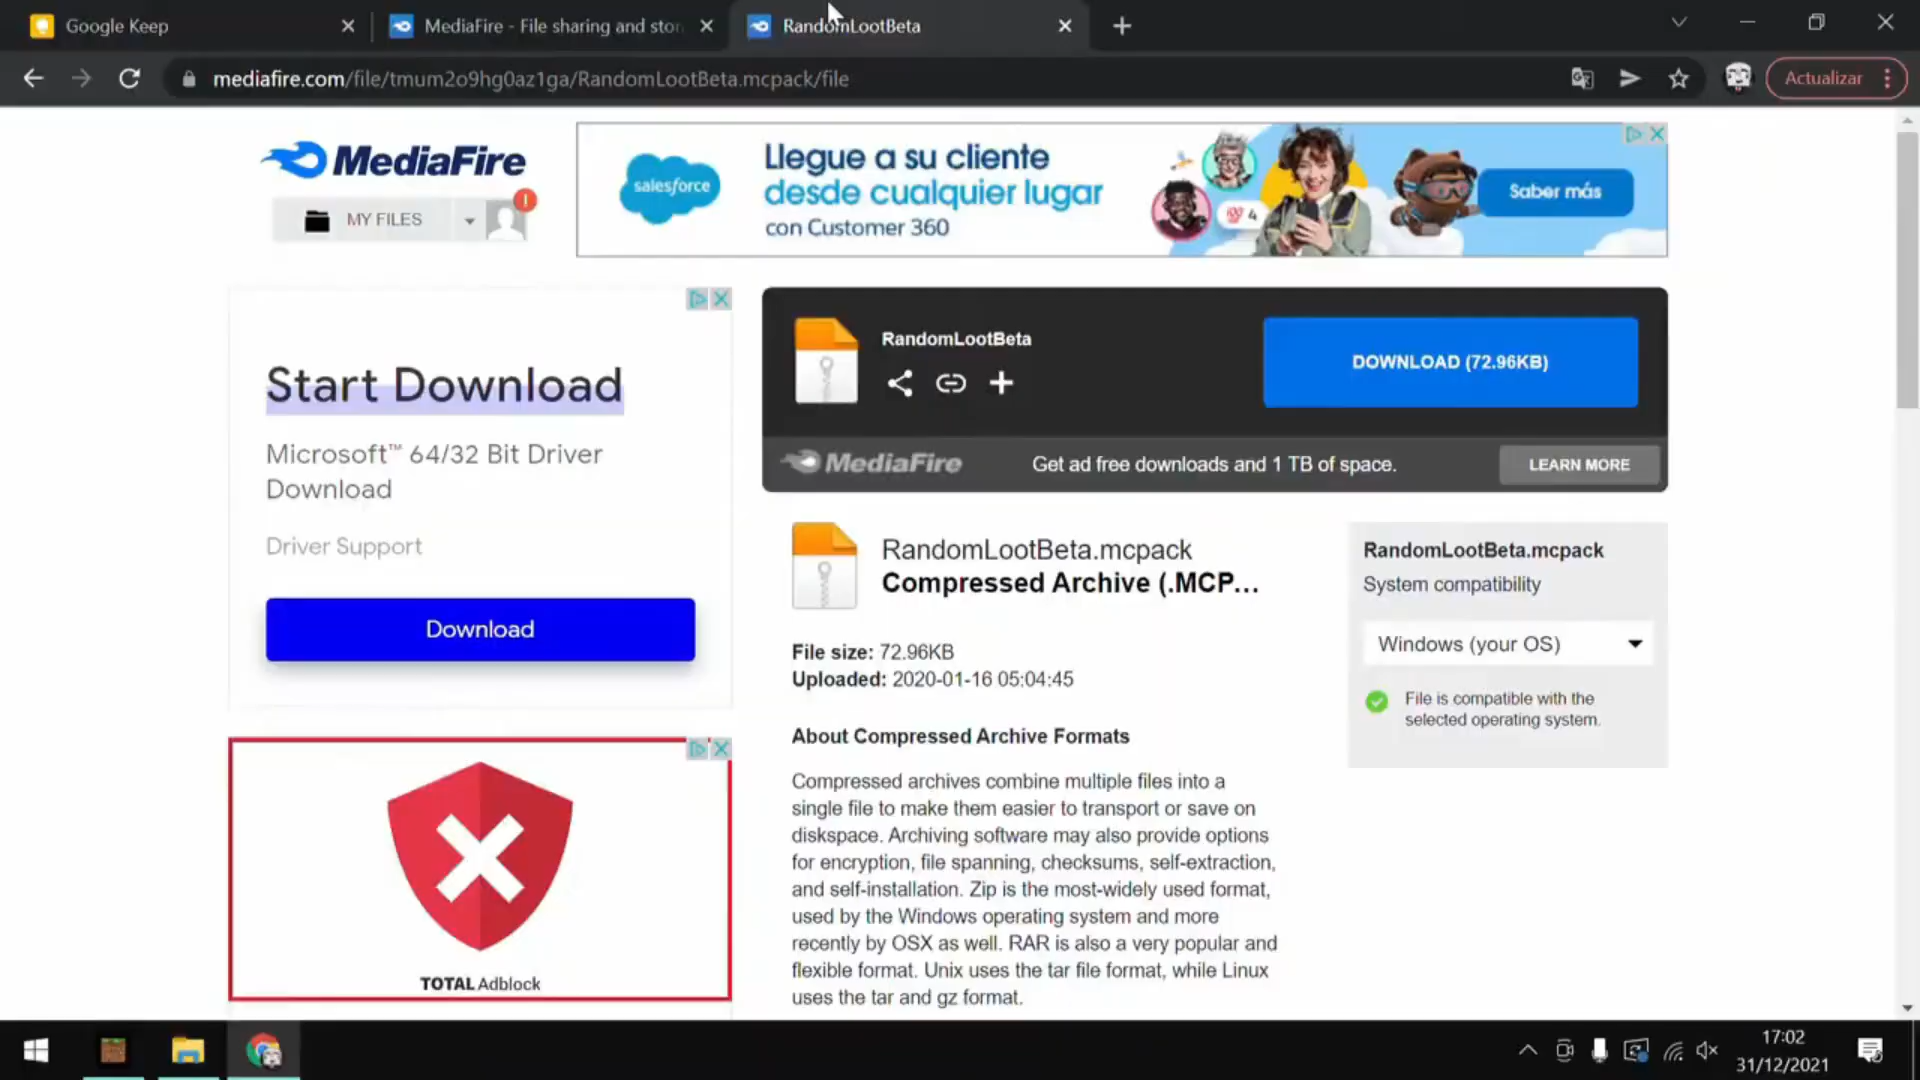 Google Keep
MediaFire - File sharing and stor
RandomLootBeta
mediafire.com/file/tmum2o9hg0az1ga/RandomLootBeta.mcpack/file
Actualizar
MediaFire
MY FILES
!
salesforce
Llegue a su cliente
desde cualquier lugar
con Customer 360
4
Saber más
Start Download
Microsoft™ 64/32 Bit Driver
Download
Driver Support
Download
TOTAL Adblock
RandomLootBeta
DOWNLOAD (72.96KB)
MediaFire
Get ad free downloads and 1 TB of space.
LEARN MORE
RandomLootBeta.mcpack
Compressed Archive (.MCP...
File size: 72.96KB
Uploaded: 2020-01-16 05:04:45
About Compressed Archive Formats
Compressed archives combine multiple files into a
single file to make them easier to transport or save on
diskspace. Archiving software may also provide options
for encryption, file spanning, checksums, self-extraction,
and self-installation. Zip is the most-widely used format,
used by the Windows operating system and more
recently by OSX as well. RAR is also a very popular and
flexible format. Unix uses the tar file format, while Linux
uses the tar and gz format.
RandomLootBeta.mcpack
System compatibility
Windows (your OS)
File is compatible with the
selected operating system.
17:02
31/12/2021